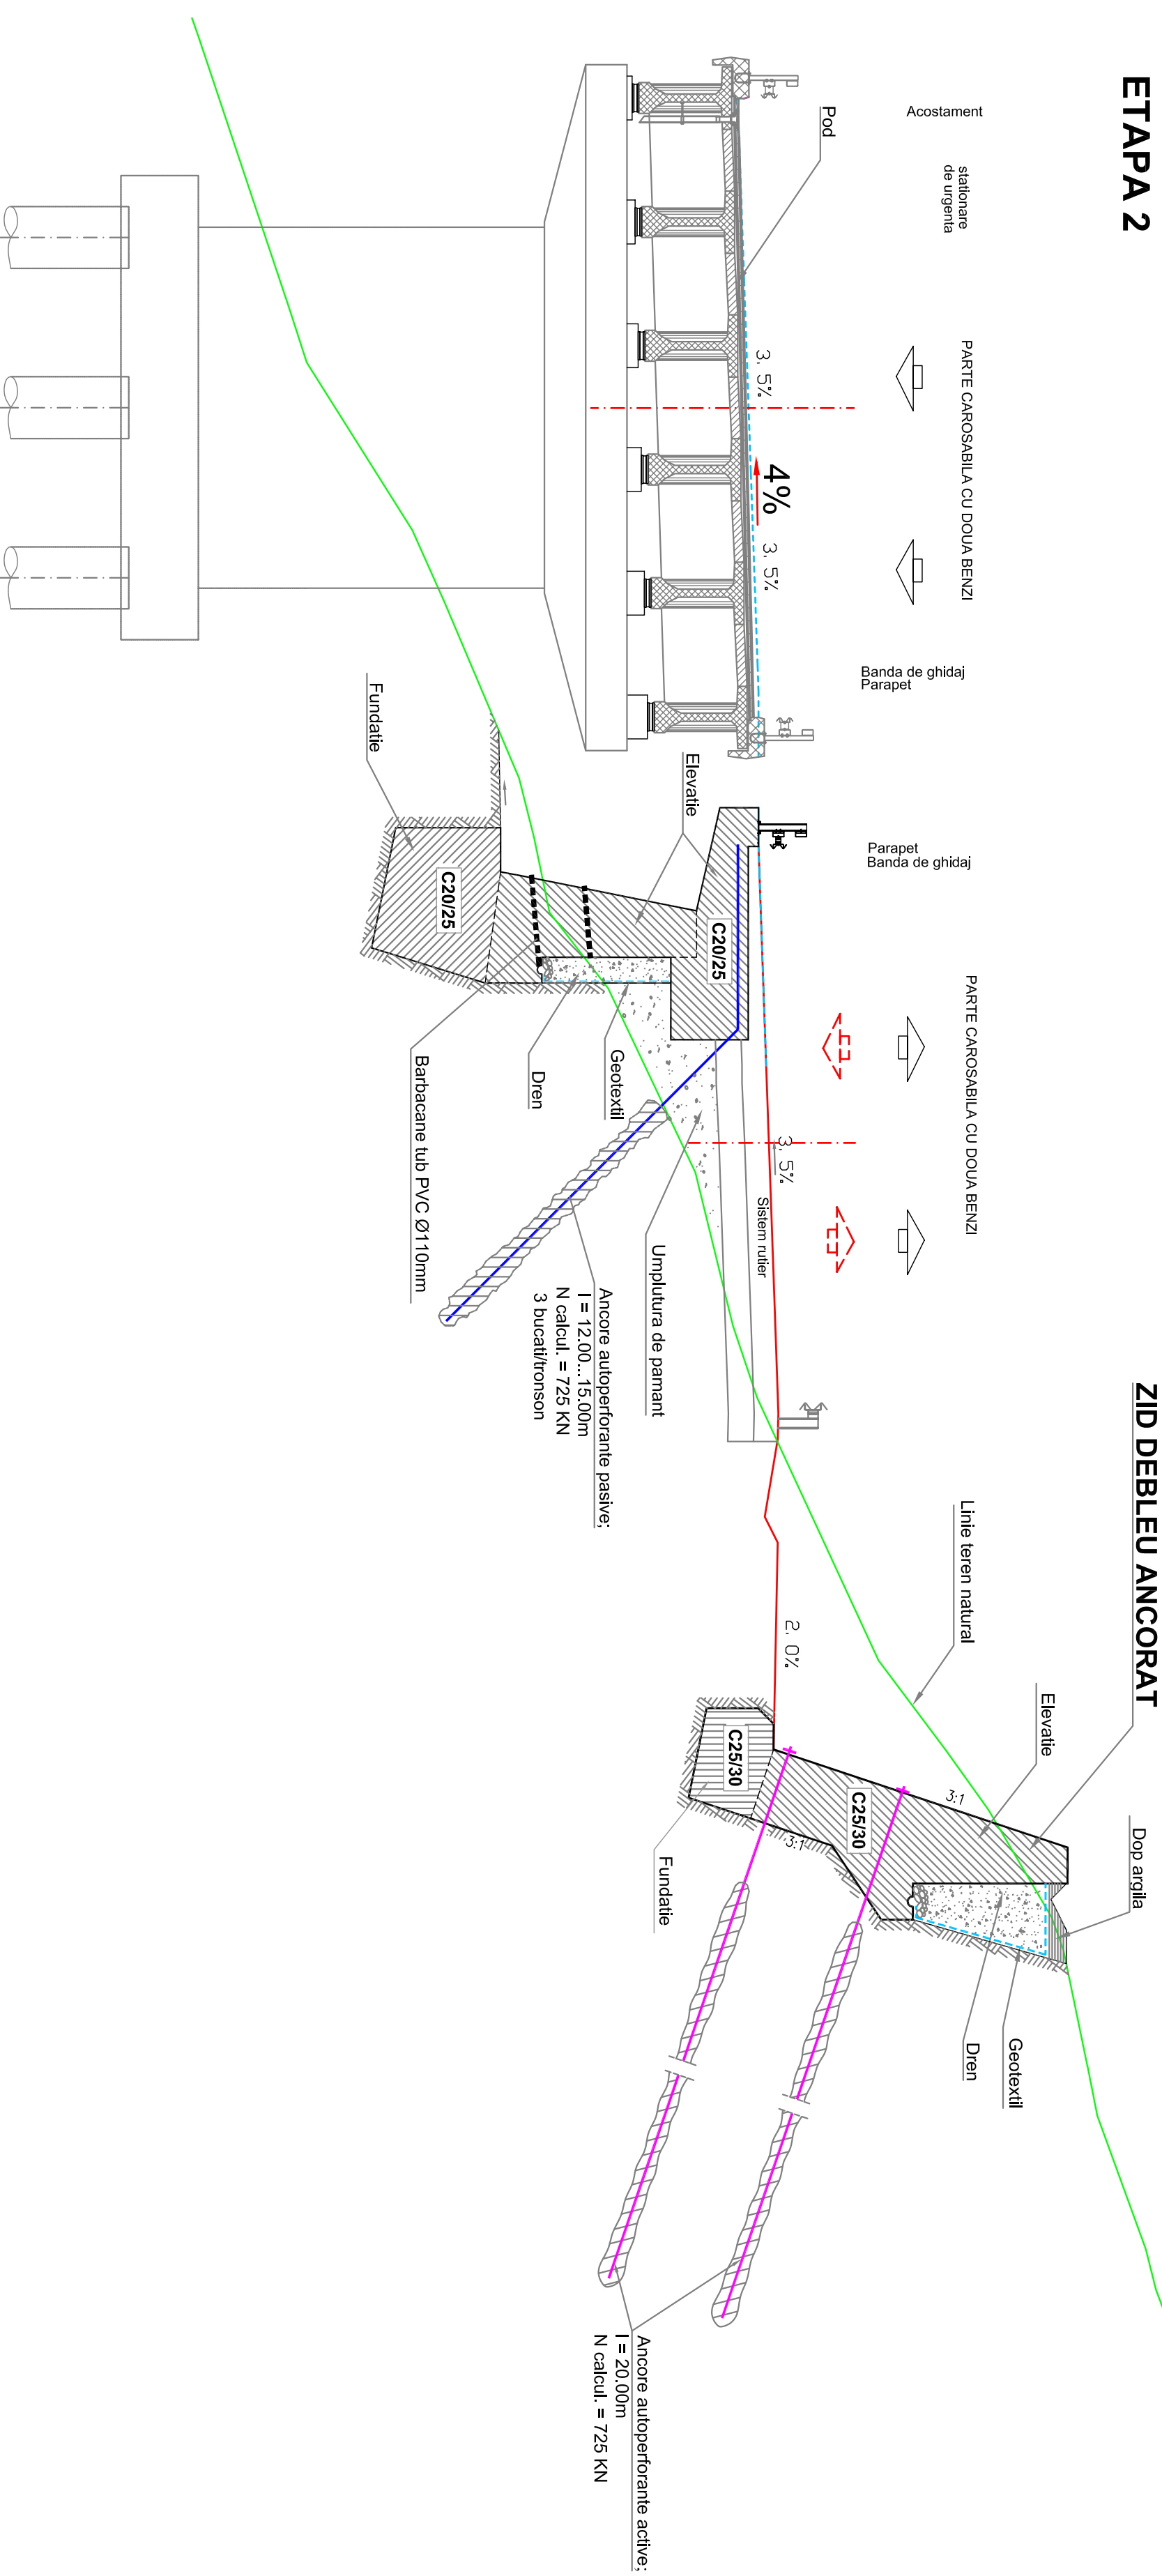 ETAPA 2
ZID DEBLEU ANCORAT
Acostament
stationare
de urgenta
PARTE CAROSABILA CU DOUA BENZI
Banda de ghidaj
Parapet
Parapet
Banda de ghidaj
PARTE CAROSABILA CU DOUA BENZI
Pod
3, 5%
4%
3, 5%
Elevatie
Fundatie
C20/25
C20/25
3, 5%
Sistem rutier
Geotextil
Dren
Barbacane tub PVC Ø110mm
Umplutura de pamant
Ancore autoperforante pasive;
l = 12.00...15.00m
N calcul. = 725 KN
3 bucati/tronson
Linie teren natural
2, 0%
Elevatie
Dop argila
3:1
C25/30
C25/30
3:1
Fundatie
Geotextil
Dren
Ancore autoperforante active;
l = 20.00m
N calcul. = 725 KN